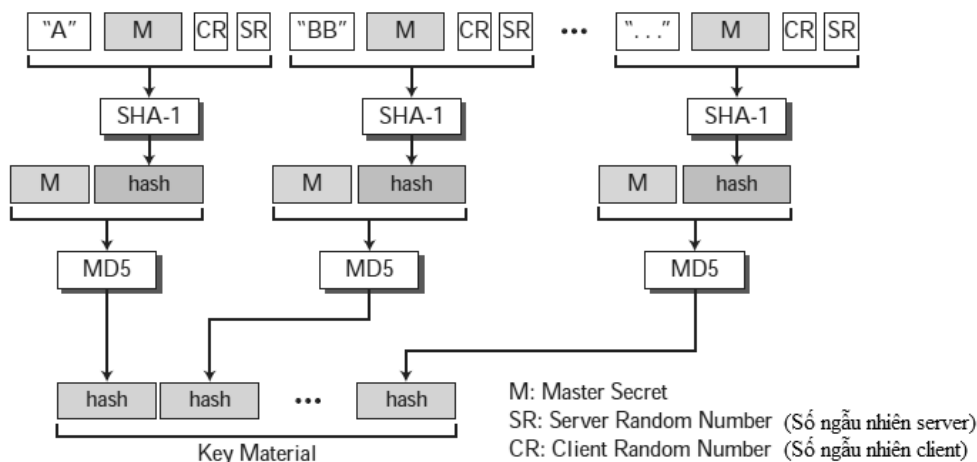 “A” M CR SR “BB” M CR SR ••• “. . .” M CR SR
SHA-1 SHA-1 SHA-1
M hash M hash M hash
MD5 MD5 MD5
hash hash ••• hash
Key Material
M: Master Secret
SR: Server Random Number (Số ngẫu nhiên server)
CR: Client Random Number (Số ngẫu nhiên client)